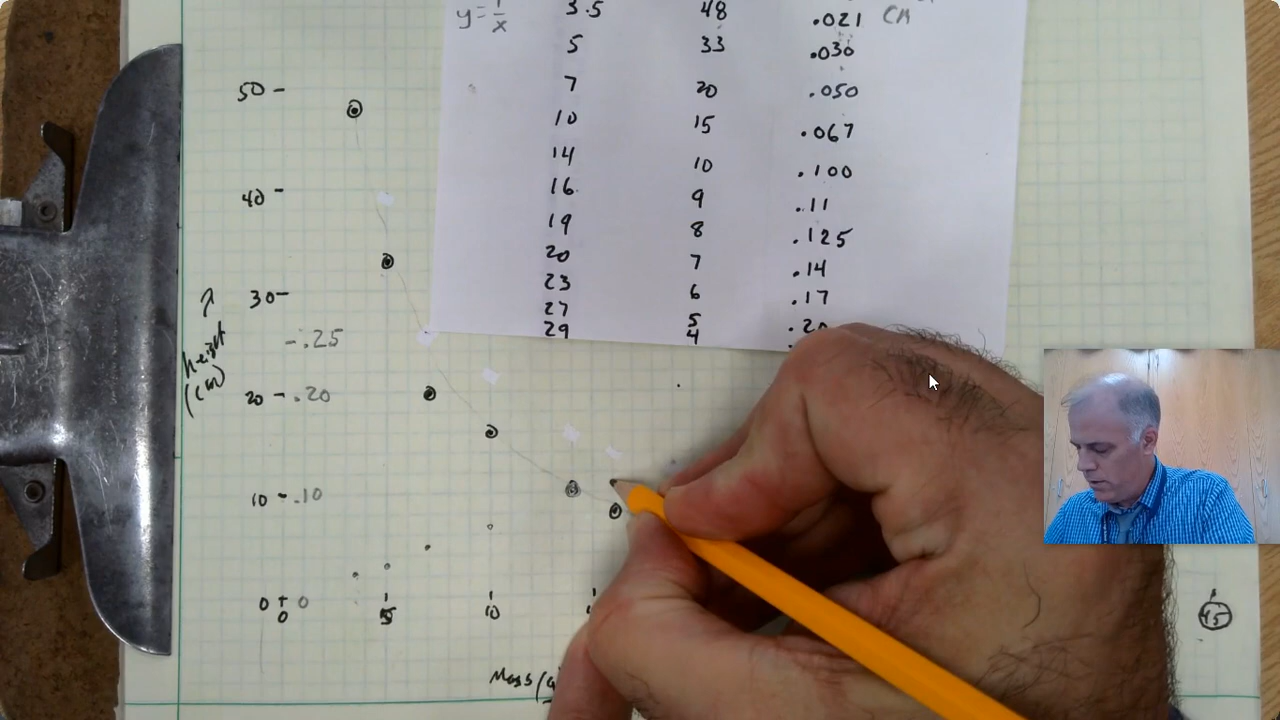 y = 1/x 3.5 48 .021 CM
5 33 .030
7 20 .050
10 15 .067
14 10 .100
16 9 .11
19 8 .125
20 7 .14
23 6 .17
27 5 .20
29 4
50 -
40 -
30 -
- .25
20 - .20
10 - .10
0 0
0 5 10
45
height
(cm)
Mass